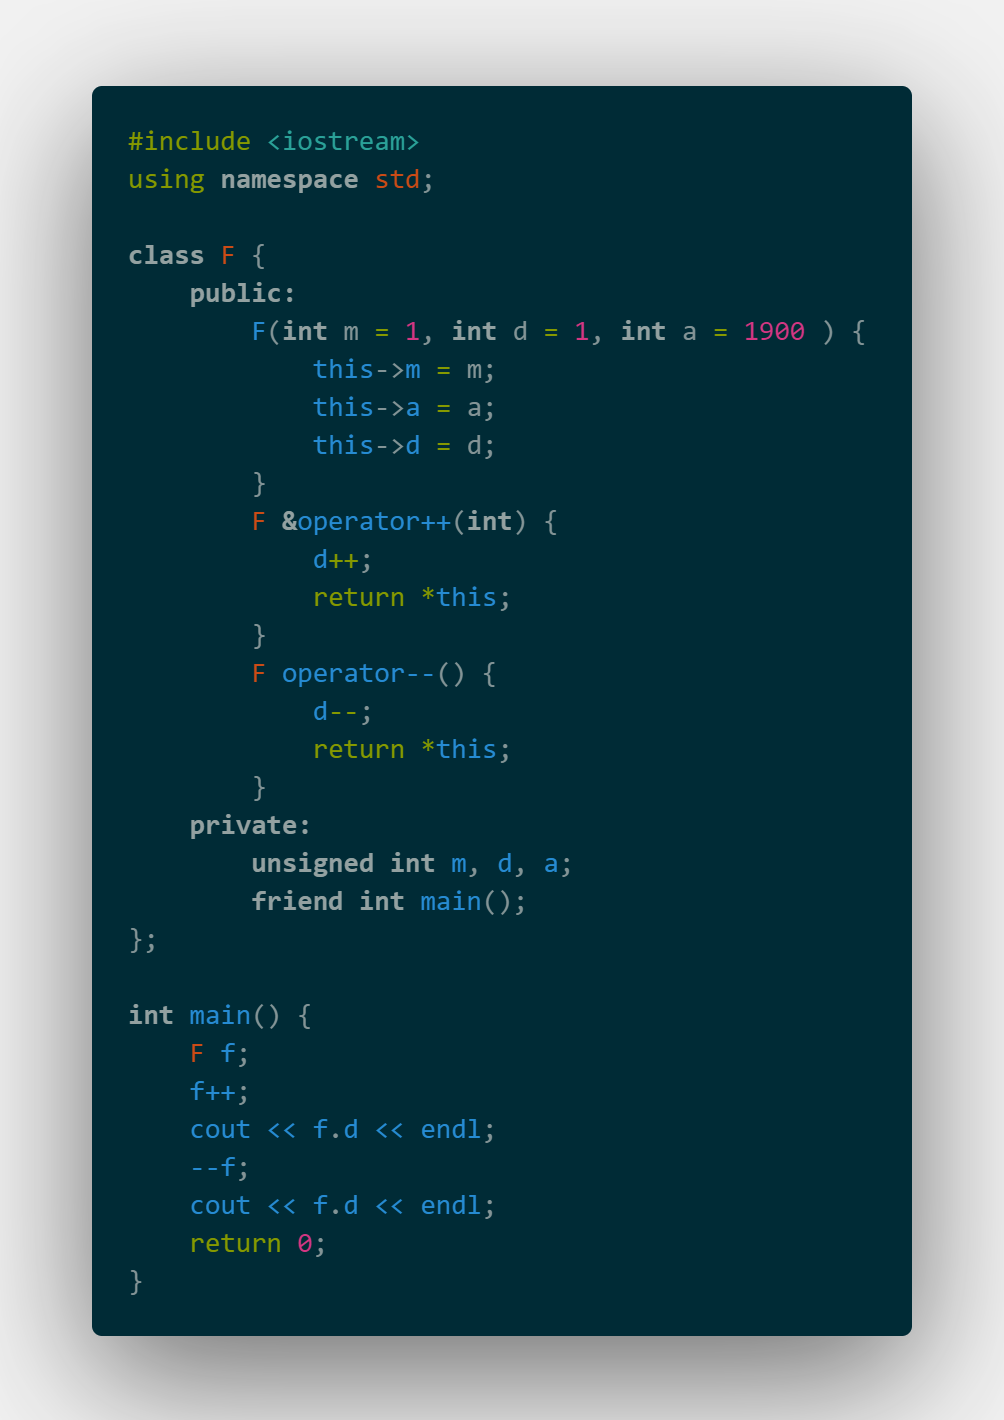 #include <iostream>
using namespace std;

class F {
    public:
        F(int m = 1, int d = 1, int a = 1900 ) {
            this->m = m;
            this->a = a;
            this->d = d;
        }
        F &operator++(int) {
            d++;
            return *this;
        }
        F operator--() {
            d--;
            return *this;
        }
    private:
        unsigned int m, d, a;
        friend int main();
};

int main() {
    F f;
    f++;
    cout << f.d << endl;
    --f;
    cout << f.d << endl;
    return 0;
}